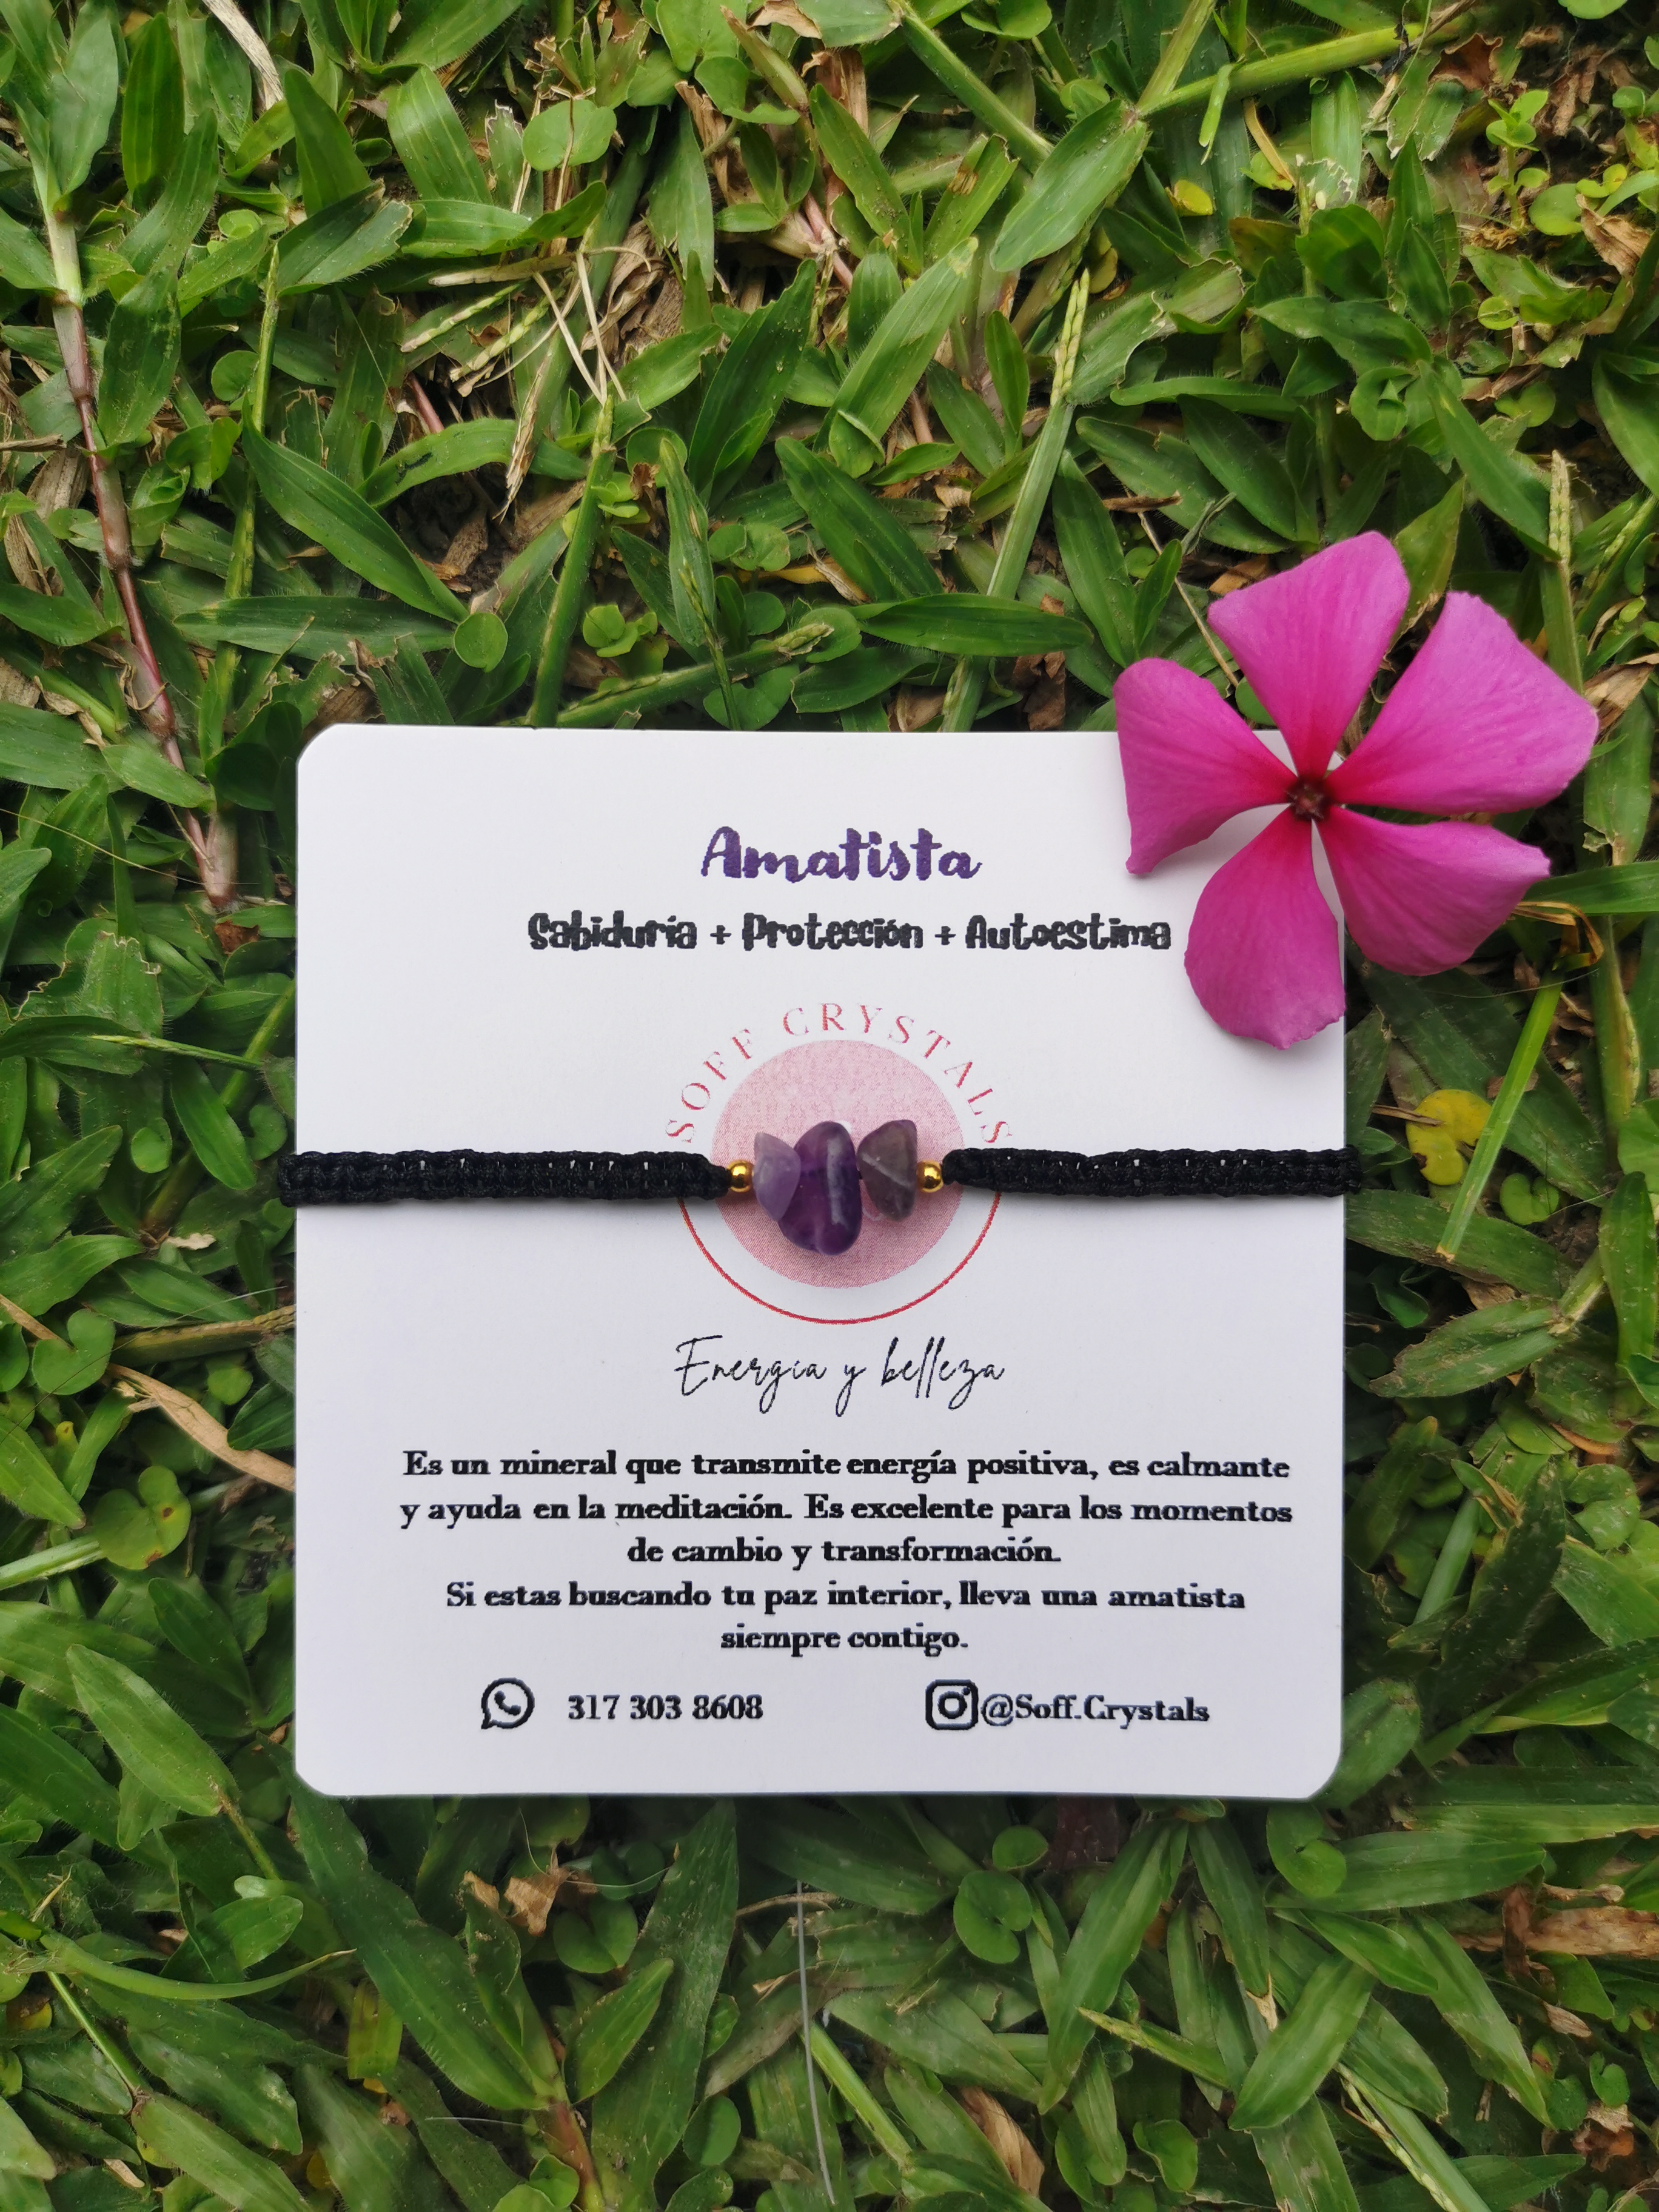 Amatista
Sabiduría + Protección + Autoestima
SOFF CRYSTALS
Energía y belleza
Es un mineral que transmite energía positiva, es calmante
y ayuda en la meditación. Es excelente para los momentos
de cambio y transformación.
Si estas buscando tu paz interior, lleva una amatista
siempre contigo.
317 303 8608
@Soff.Crystals